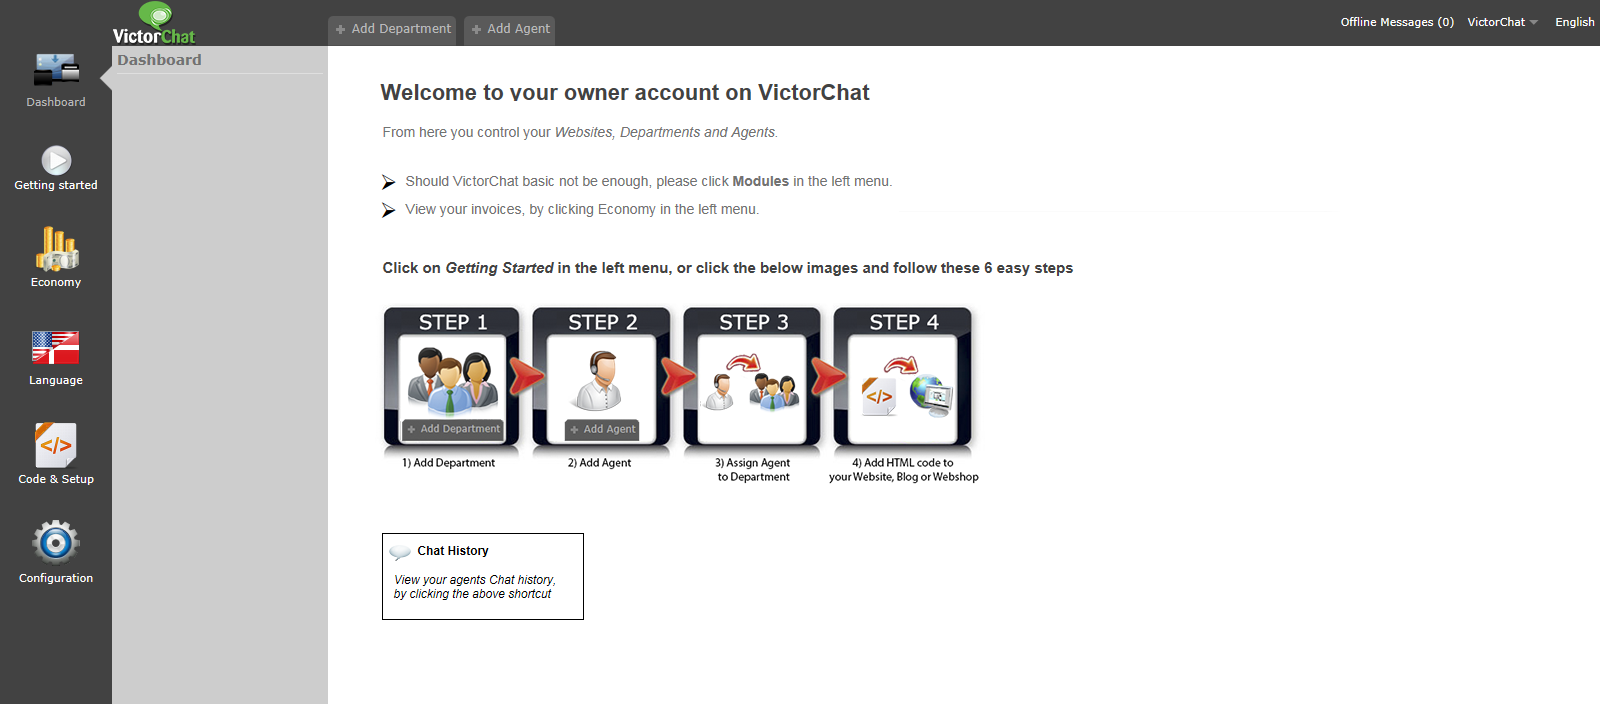 VictorChat
+ Add Department
+ Add Agent
Offline Messages (0)
VictorChat
English
Dashboard
Dashboard
Getting started
Economy
Language
Code & Setup
Configuration
Welcome to your owner account on VictorChat
From here you control your Websites, Departments and Agents.
Should VictorChat basic not be enough, please click Modules in the left menu.
View your invoices, by clicking Economy in the left menu.
Click on Getting Started in the left menu, or click the below images and follow these 6 easy steps
STEP 1
+ Add Department
1) Add Department
STEP 2
+ Add Agent
2) Add Agent
STEP 3
3) Assign Agent
to Department
STEP 4
</>
4) Add HTML code to
your Website, Blog or Webshop
Chat History
View your agents Chat history,
by clicking the above shortcut